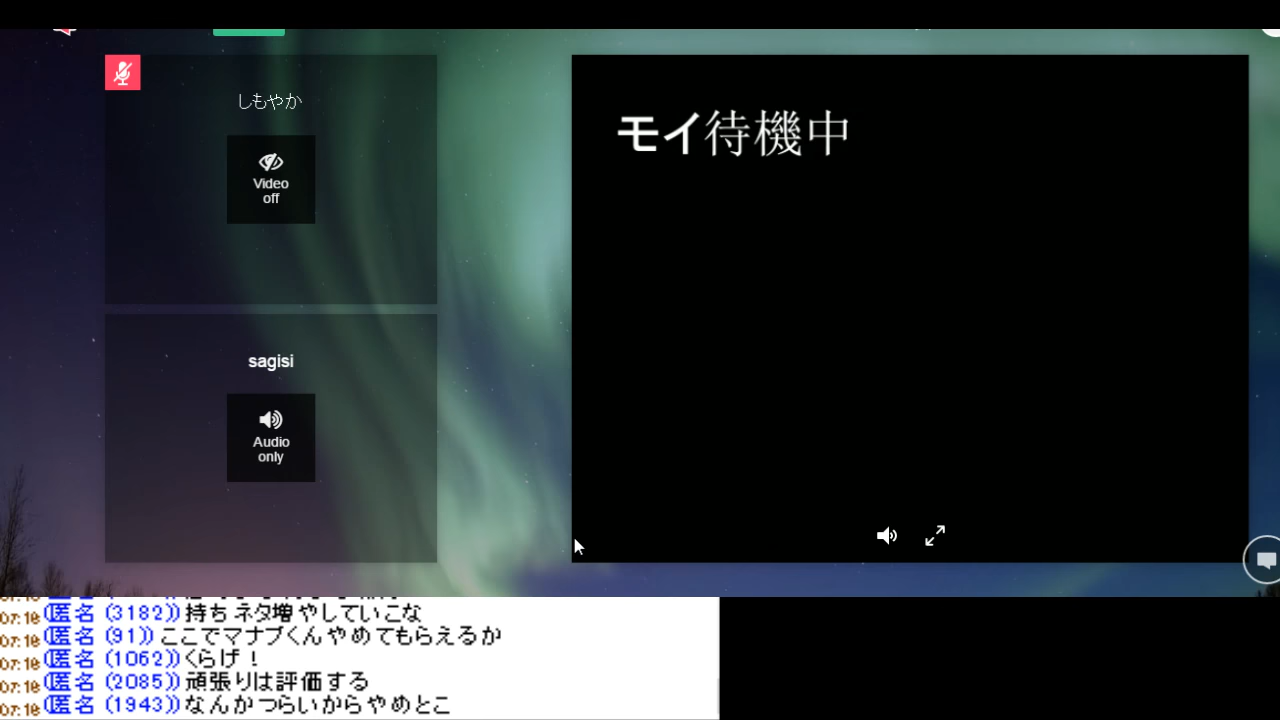 しもやか
Video
off
sagisi
Audio
only
モイ待機中
07:18 (匿名 (3182)) 持ちネタ増やしていこな
07:18 (匿名 (91)) ここでマナブくんやめてもらえるか
07:18 (匿名 (1062)) くらげ！
07:18 (匿名 (2085)) 頑張りは評価する
07:18 (匿名 (1943)) なんかつらいからやめとこ